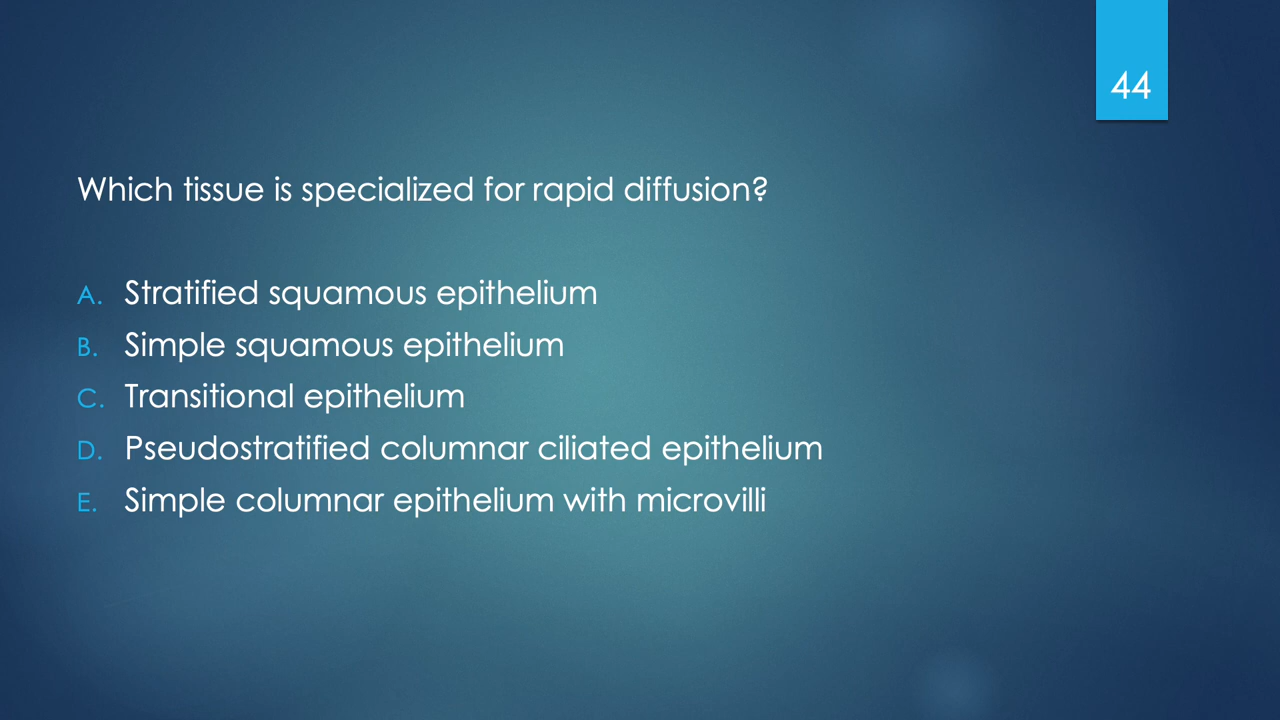 44
Which tissue is specialized for rapid diffusion?
A. Stratified squamous epithelium
B. Simple squamous epithelium
C. Transitional epithelium
D. Pseudostratified columnar ciliated epithelium
E. Simple columnar epithelium with microvilli